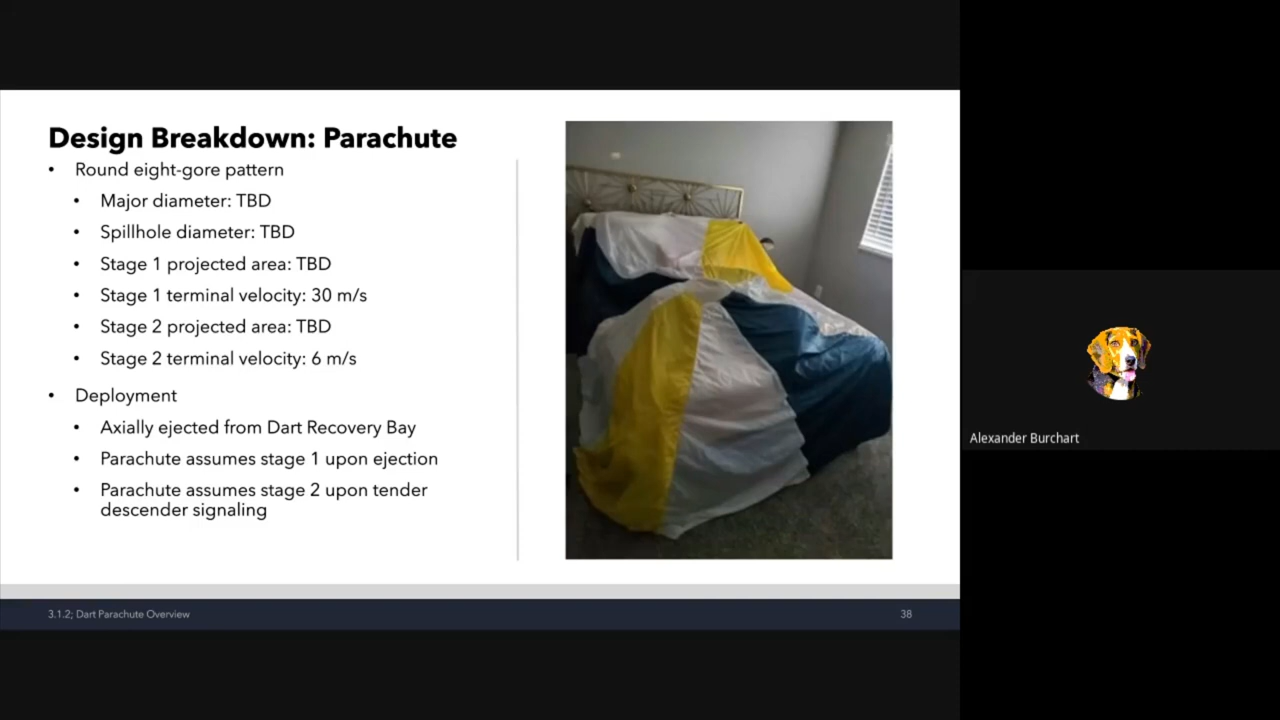 Design Breakdown: Parachute
• Round eight-gore pattern
• Major diameter: TBD
• Spillhole diameter: TBD
• Stage 1 projected area: TBD
• Stage 1 terminal velocity: 30 m/s
• Stage 2 projected area: TBD
• Stage 2 terminal velocity: 6 m/s
• Deployment
• Axially ejected from Dart Recovery Bay
• Parachute assumes stage 1 upon ejection
• Parachute assumes stage 2 upon tender
descender signaling
3.1.2; Dart Parachute Overview
38
Alexander Burchart